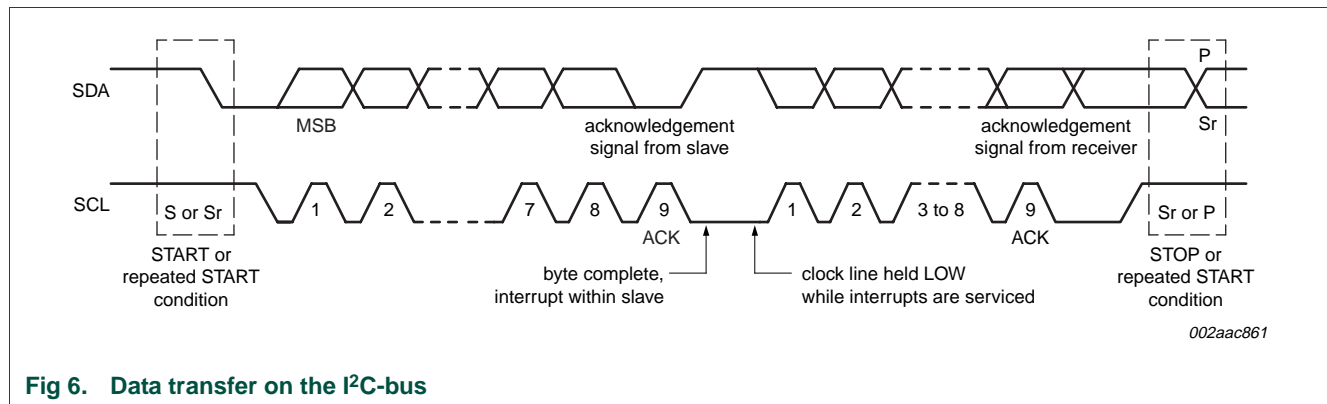 P
SDA
MSB
acknowledgement
signal from slave
acknowledgement
signal from receiver
Sr
SCL
S or Sr
1
2
7
8
9
1
2
3 to 8
9
Sr or P
ACK
ACK
START or
repeated START
condition
byte complete,
interrupt within slave
clock line held LOW
while interrupts are serviced
STOP or
repeated START
condition
002aac861
Fig 6. Data transfer on the I²C-bus